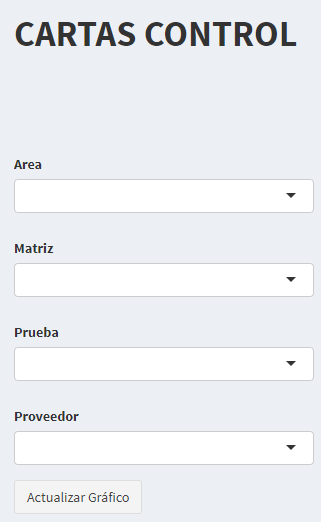 CARTAS CONTROL
Area
Matriz
Prueba
Proveedor
Actualizar Gráfico